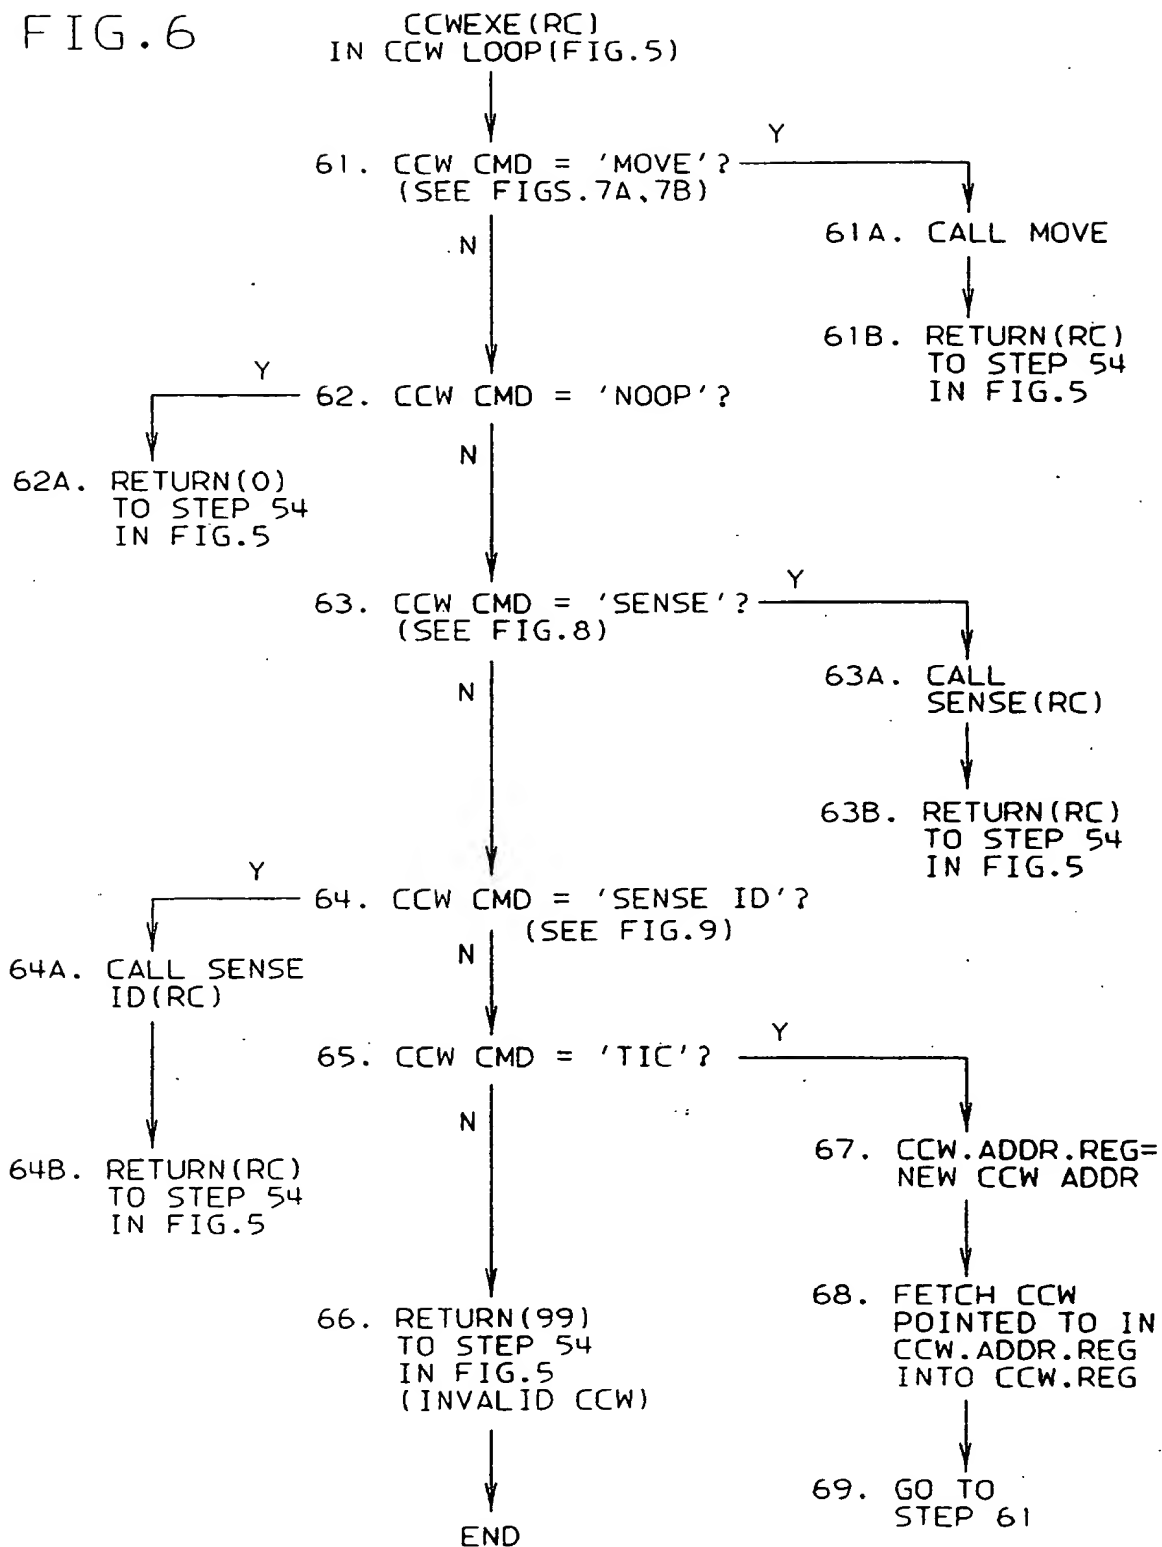 FIG.6
CCWEXE(RC)
IN CCW LOOP(FIG.5)
61. CCW CMD = 'MOVE'?
(SEE FIGS.7A,7B)
Y
N
61A. CALL MOVE
61B. RETURN(RC)
TO STEP 54
IN FIG.5
62. CCW CMD = 'NOOP'?
Y
N
62A. RETURN(0)
TO STEP 54
IN FIG.5
63. CCW CMD = 'SENSE'?
(SEE FIG.8)
Y
N
63A. CALL
SENSE(RC)
63B. RETURN(RC)
TO STEP 54
IN FIG.5
64. CCW CMD = 'SENSE ID'?
(SEE FIG.9)
Y
N
64A. CALL SENSE
ID(RC)
64B. RETURN(RC)
TO STEP 54
IN FIG.5
65. CCW CMD = 'TIC'?
Y
N
67. CCW.ADDR.REG=
NEW CCW ADDR
68. FETCH CCW
POINTED TO IN
CCW.ADDR.REG
INTO CCW.REG
69. GO TO
STEP 61
66. RETURN(99)
TO STEP 54
IN FIG.5
(INVALID CCW)
END